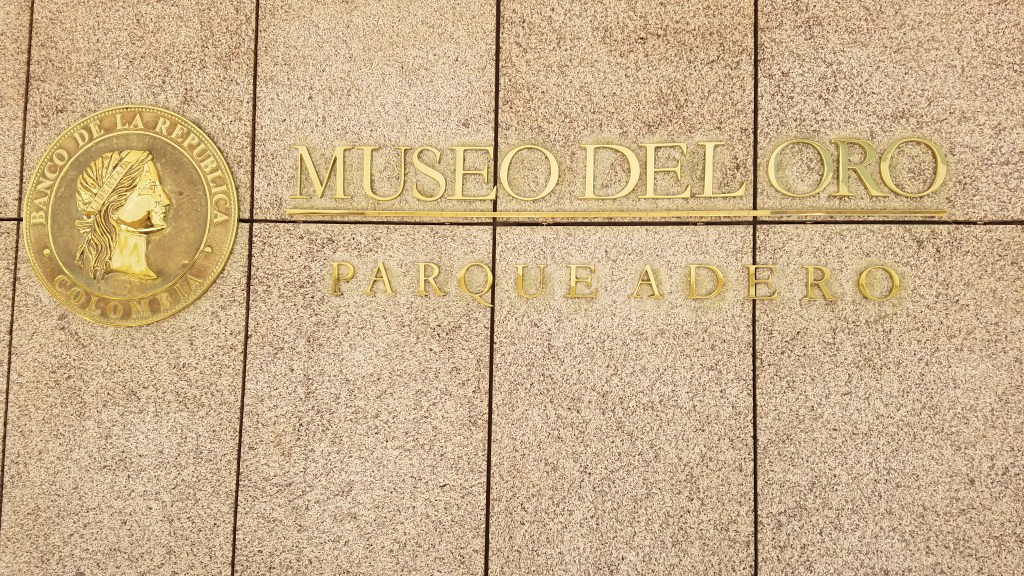 BANCO DE LA REPUBLICA
COLOMBIA
MUSEO DEL ORO
PARQUE ADERO